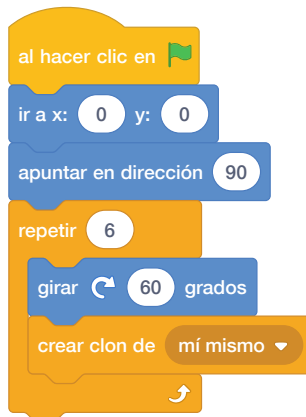 al hacer clic en
ir a x: 0 y: 0
apuntar en dirección 90
repetir 6
girar 60 grados
crear clon de mí mismo